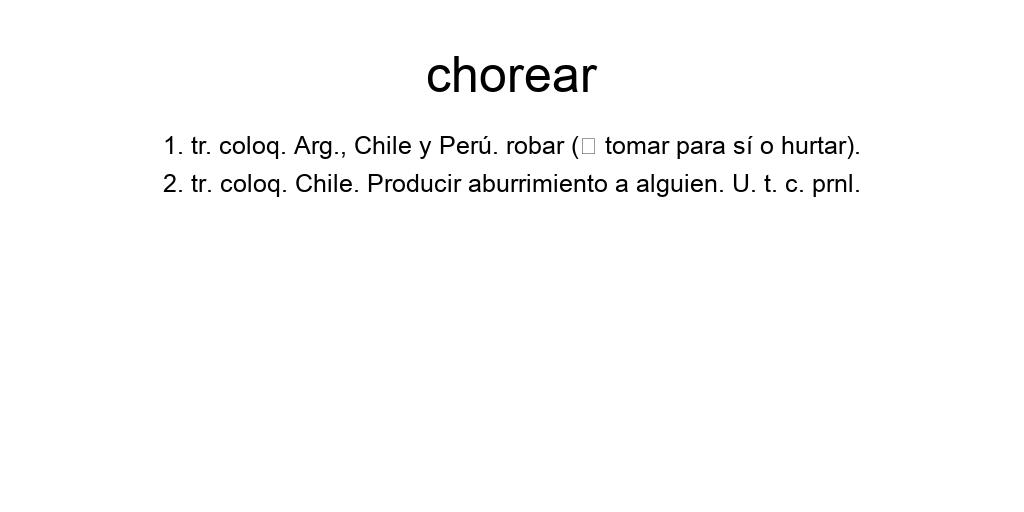 chorear
1. tr. coloq. Arg., Chile y Perú. robar (□ tomar para sí o hurtar).
2. tr. coloq. Chile. Producir aburrimiento a alguien. U. t. c. prnl.